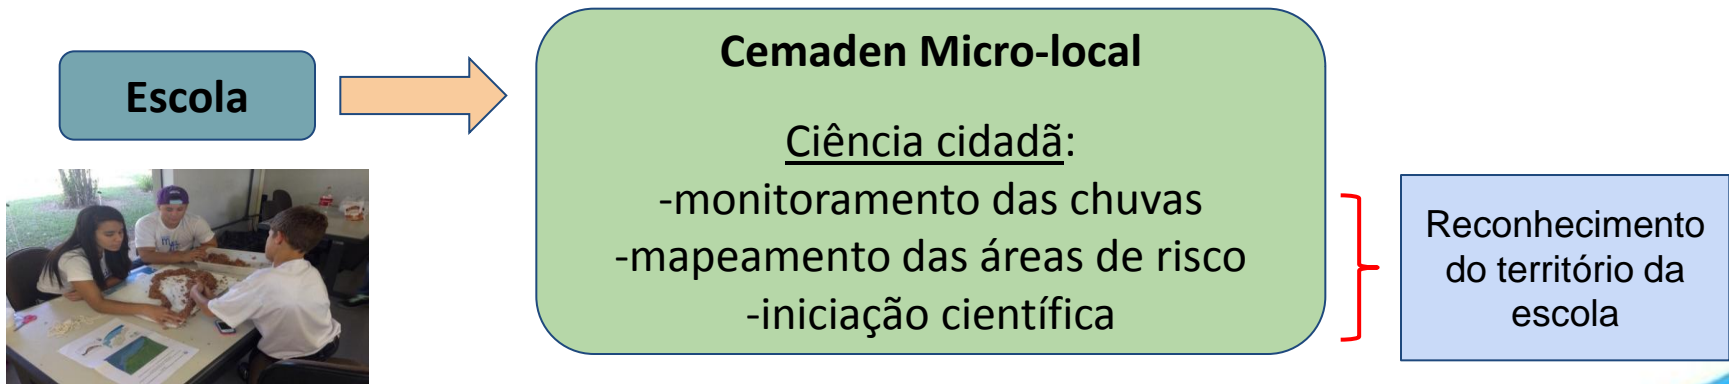 Escola
Cemaden Micro-local
Ciência cidadã:
-monitoramento das chuvas
-mapeamento das áreas de risco
-iniciação científica
Reconhecimento
do território da
escola